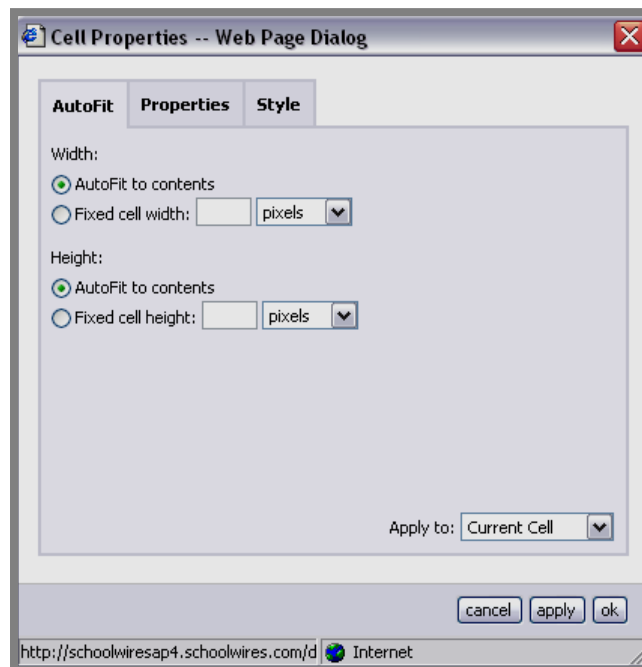 Cell Properties -- Web Page Dialog
AutoFit Properties Style
Width:
AutoFit to contents
Fixed cell width: pixels
Height:
AutoFit to contents
Fixed cell height: pixels
Apply to: Current Cell
cancel apply ok
http://schoolwiresap4.schoolwires.com/d Internet